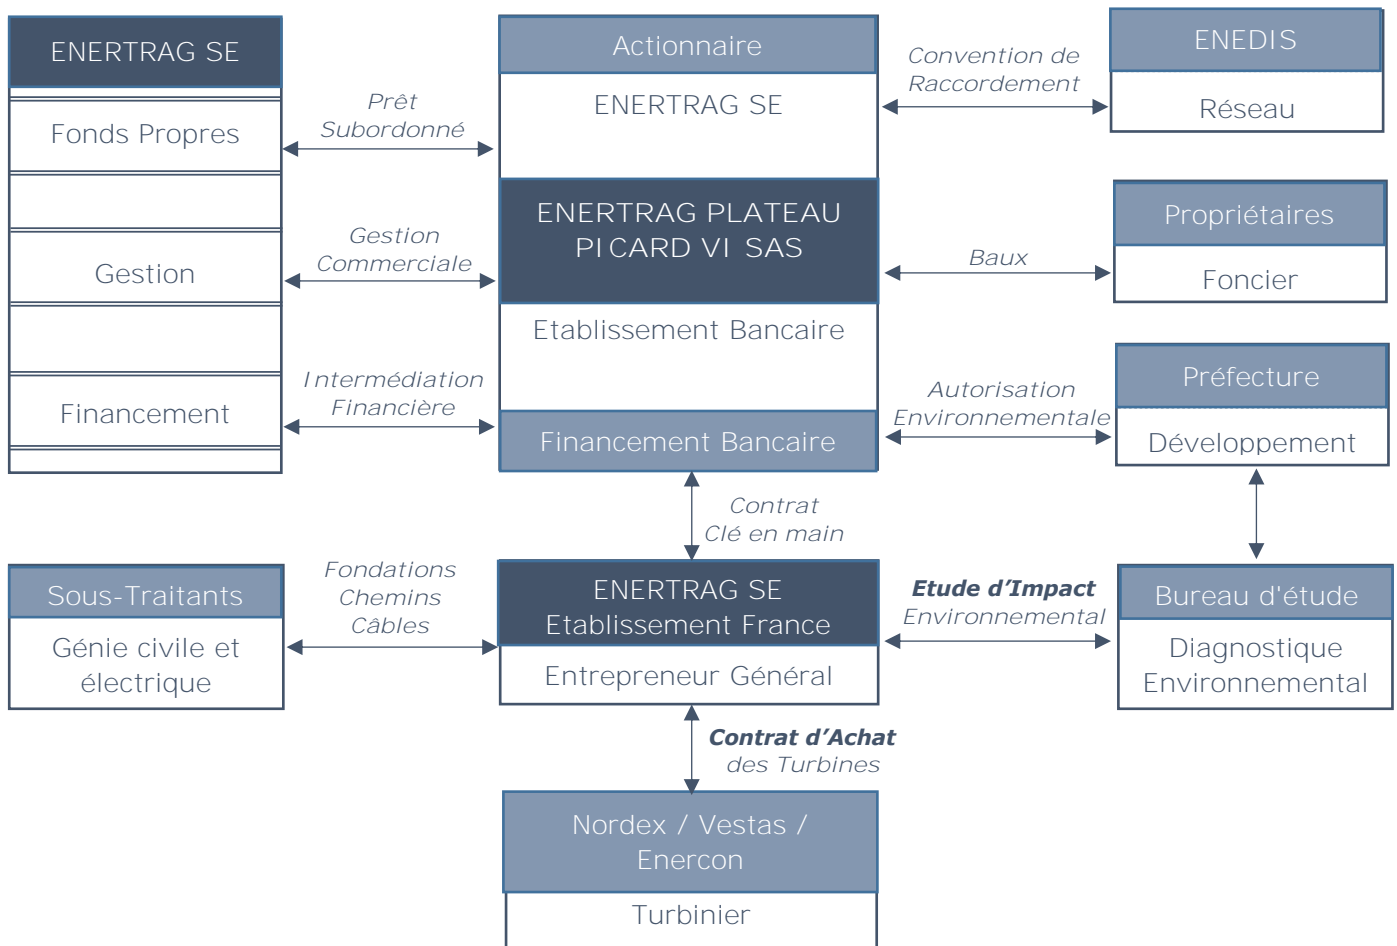 ENERTRAG SE
Fonds Propres
Gestion
Financement
Prêt
Subordonné
Gestion
Commerciale
Intermédiation
Financière
Actionnaire
ENERTRAG SE
ENERTRAG PLATEAU
PICARD VI SAS
Etablissement Bancaire
Financement Bancaire
Convention de
Raccordement
Baux
Autorisation
Environnementale
ENEDIS
Réseau
Propriétaires
Foncier
Préfecture
Développement
Contrat
Clé en main
Sous-Traitants
Génie civile et
électrique
Fondations
Chemins
Câbles
ENERTRAG SE
Etablissement France
Entrepreneur Général
Etude d’Impact
Environnemental
Bureau d'étude
Diagnostique
Environnemental
Contrat d’Achat
des Turbines
Nordex / Vestas /
Enercon
Turbinier